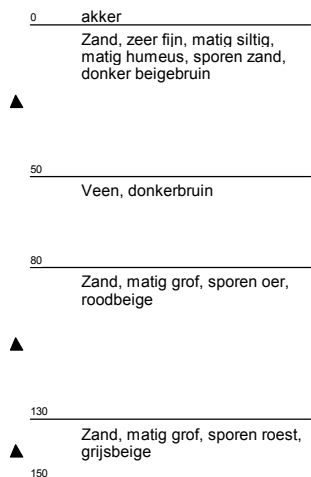 0 akker
Zand, zeer fijn, matig siltig,
matig humeus, sporen zand,
donker beigebruin
50
Veen, donkerbruin
80
Zand, matig grof, sporen oer,
roodbeige
130
Zand, matig grof, sporen roest,
grijsbeige
150